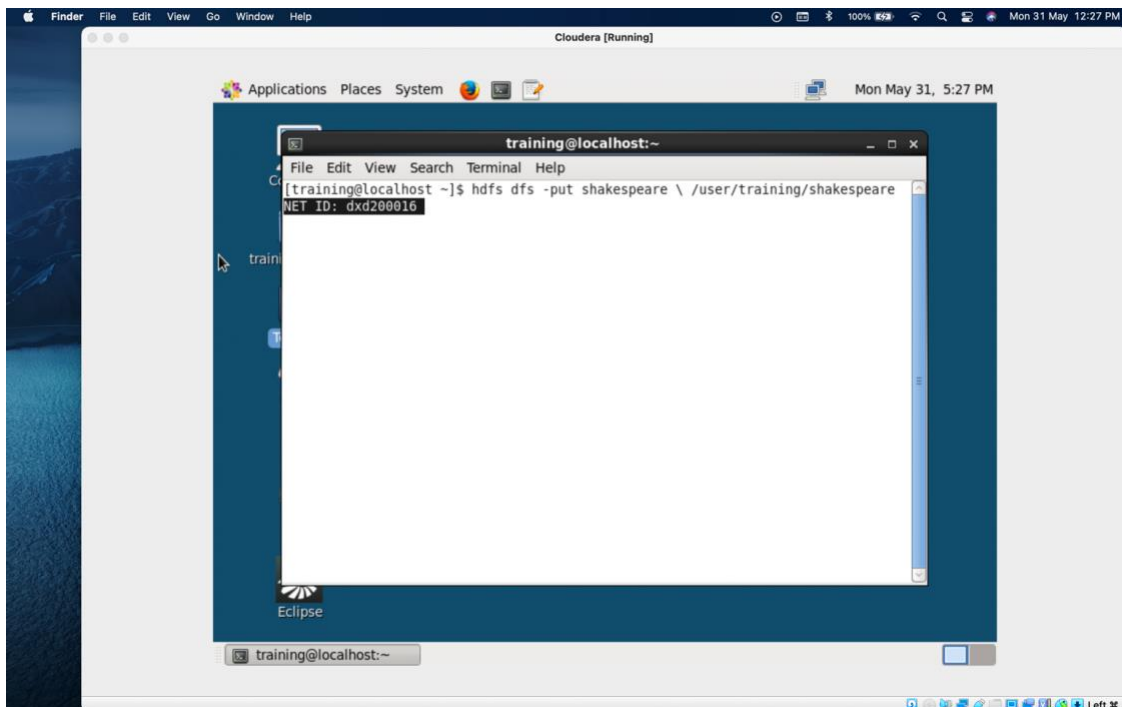 Finder File Edit View Go Window Help
100%
Mon 31 May 12:27 PM
Cloudera [Running]
Applications Places System
Mon May 31, 5:27 PM
training@localhost:~
File Edit View Search Terminal Help
[training@localhost ~]$ hdfs dfs -put shakespeare \ /user/training/shakespeare
NET ID: dxd200016
traini
Eclipse
training@localhost:~
Left ⌘